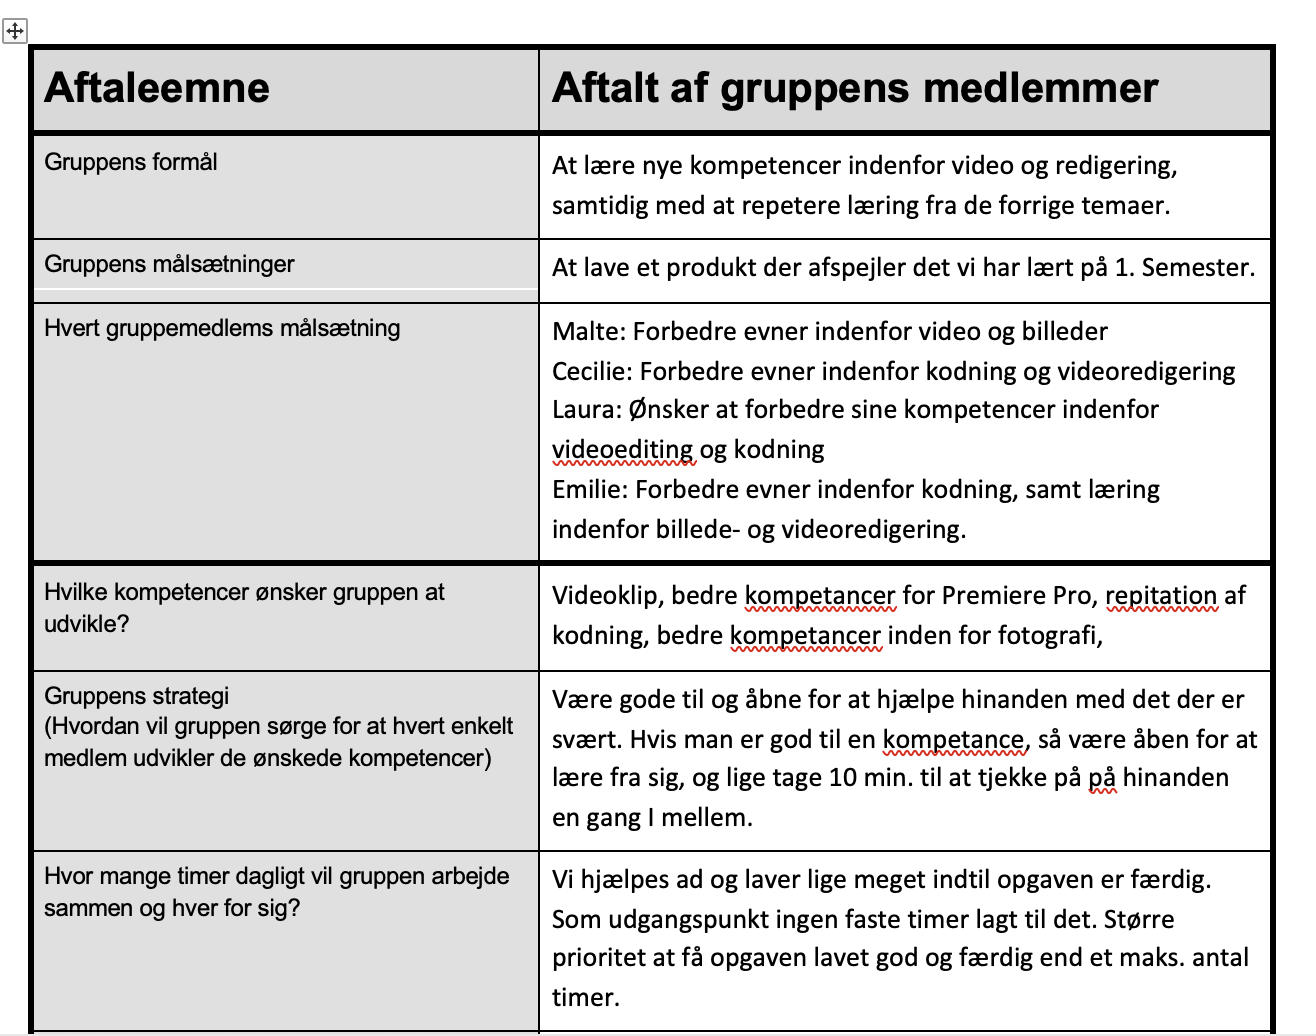 Aftaleemne
Aftalt af gruppens medlemmer
Gruppens formål
At lære nye kompetencer indenfor video og redigering,
samtidig med at repetere læring fra de forrige temaer.
Gruppens målsætninger
At lave et produkt der afspejler det vi har lært på 1. Semester.
Hvert gruppemedlems målsætning
Malte: Forbedre evner indenfor video og billeder
Cecilie: Forbedre evner indenfor kodning og videoredigering
Laura: Ønsker at forbedre sine kompetencer indenfor
videoediting og kodning
Emilie: Forbedre evner indenfor kodning, samt læring
indenfor billede- og videoredigering.
Hvilke kompetencer ønsker gruppen at
udvikle?
Videoklip, bedre kompetancer for Premiere Pro, repitation af
kodning, bedre kompetancer inden for fotografi,
Gruppens strategi
(Hvordan vil gruppen sørge for at hvert enkelt
medlem udvikler de ønskede kompetencer)
Være gode til og åbne for at hjælpe hinanden med det der er
svært. Hvis man er god til en kompetance, så være åben for at
lære fra sig, og lige tage 10 min. til at tjekke på på hinanden
en gang I mellem.
Hvor mange timer dagligt vil gruppen arbejde
sammen og hver for sig?
Vi hjælpes ad og laver lige meget indtil opgaven er færdig.
Som udgangspunkt ingen faste timer lagt til det. Større
prioritet at få opgaven lavet god og færdig end et maks. antal
timer.